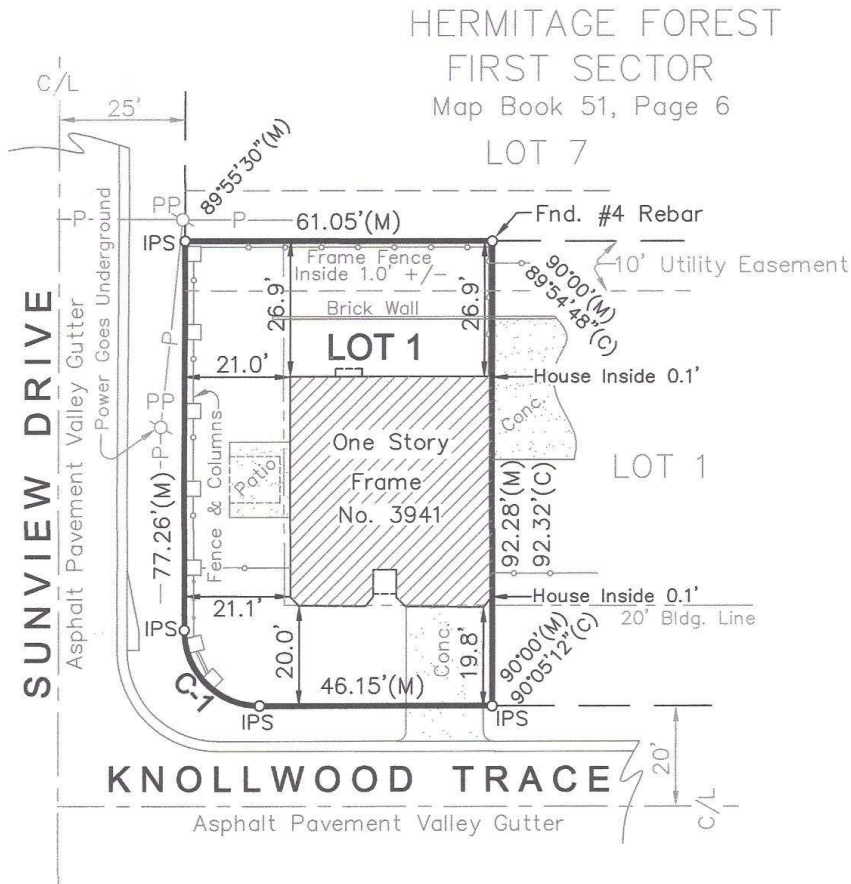 HERMITAGE FOREST
FIRST SECTOR
Map Book 51, Page 6
LOT 7
C/L
25'
89°55'30"(M)
PP
P
P
61.05'(M)
Fnd. #4 Rebar
IPS
Frame Fence
Inside 1.0' +/-
90°00'(M)
89°54'48"(C)
10' Utility Easement
Brick Wall
26.9'
26.9'
LOT 1
21.0'
House Inside 0.1'
Conc.
SUNVIEW DRIVE
Asphalt Pavement Valley Gutter
Power Goes Underground
P
PP
P
77.26'(M)
Fence & Columns
Patio
One Story
Frame
No. 3941
LOT 1
92.28'(M)
92.32'(C)
21.1'
House Inside 0.1'
20' Bldg. Line
IPS
20.0'
Conc.
19.8'
90°00'(M)
90°05'12"(C)
C-1
46.15'(M)
IPS
IPS
KNOLLWOOD TRACE
20'
C/L
Asphalt Pavement Valley Gutter